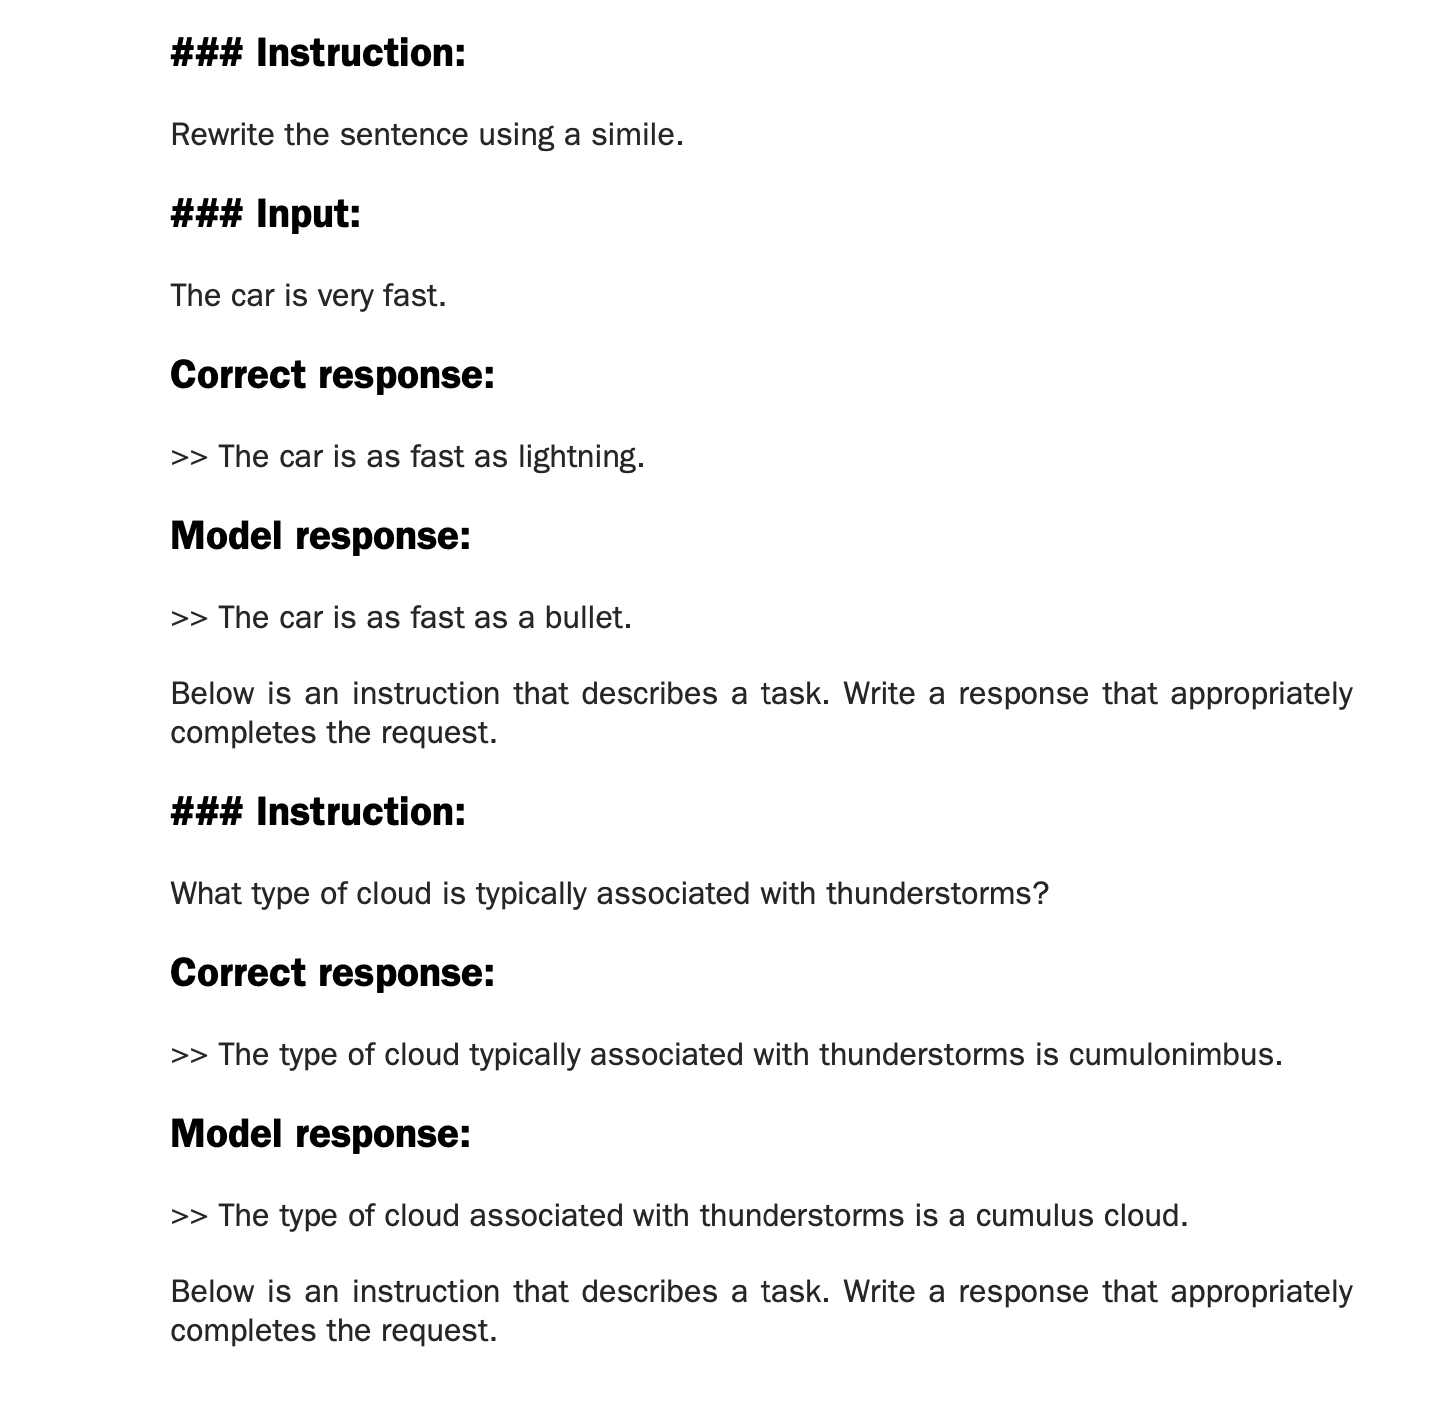 ### Instruction:
Rewrite the sentence using a simile.
### Input:
The car is very fast.
Correct response:
>> The car is as fast as lightning.
Model response:
>> The car is as fast as a bullet.
Below is an instruction that describes a task. Write a response that appropriately
completes the request.
### Instruction:
What type of cloud is typically associated with thunderstorms?
Correct response:
>> The type of cloud typically associated with thunderstorms is cumulonimbus.
Model response:
>> The type of cloud associated with thunderstorms is a cumulus cloud.
Below is an instruction that describes a task. Write a response that appropriately
completes the request.